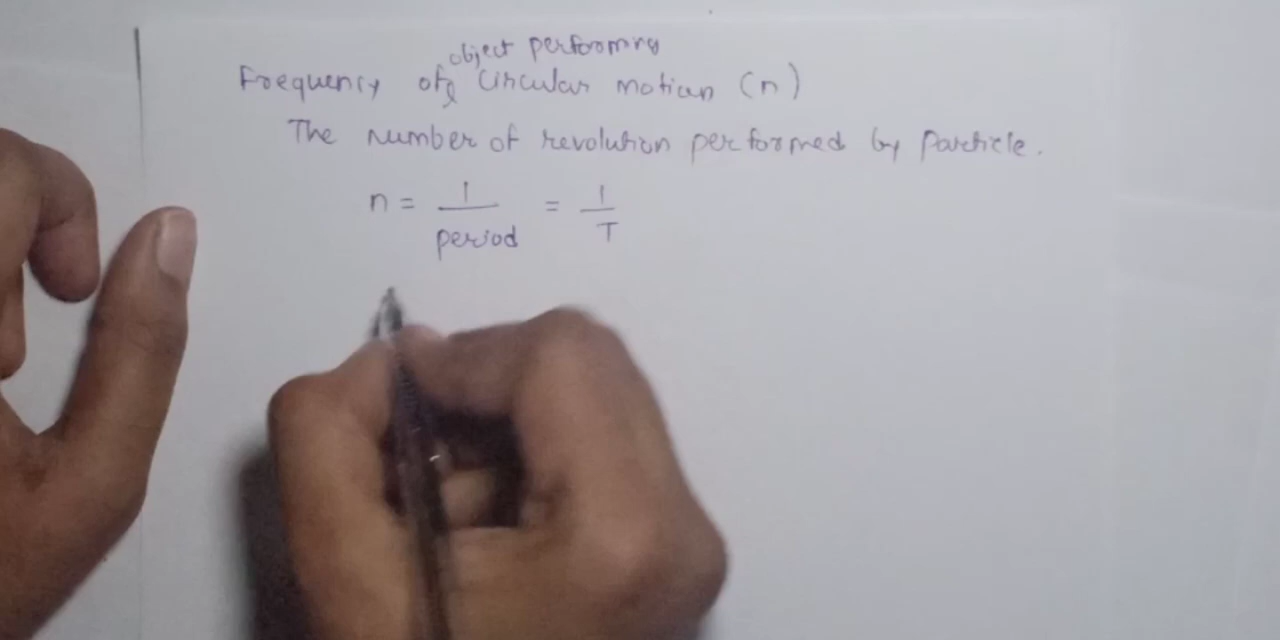 Frequency of object performing circular motion (n)
The number of revolution performed by particle.
n = 1/period = 1/T